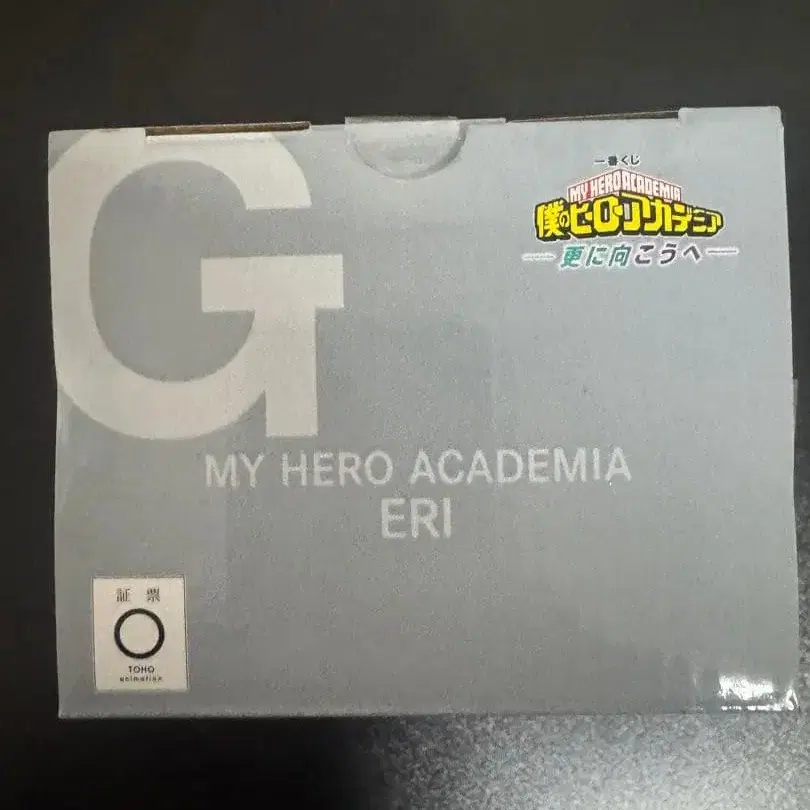 G
一番くじ
MY HERO ACADEMIA
僕のヒーローアカデミア
更に向こうへ
MY HERO ACADEMIA
ERI
証 票
TOHO
animation